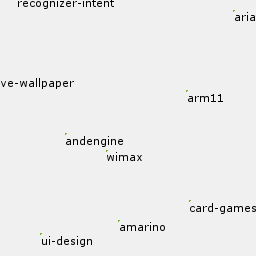 recognizer-intent
aria
ve-wallpaper
arm11
andengine
wimax
card-games
amarino
ui-design